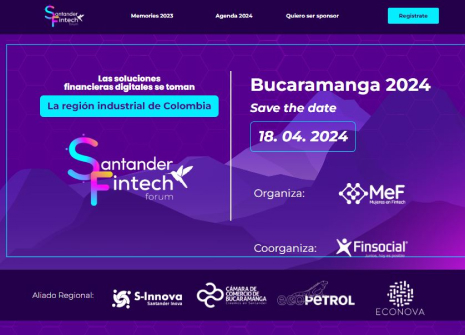 Santander
Fintech
forum
Memorias 2023
Agenda 2024
Quiero ser sponsor
Regístrate
Las soluciones
financieras digitales se toman
La región industrial de Colombia
Santander
Fintech
forum
Bucaramanga 2024
Save the date
18. 04. 2024
Organiza:
MeF
Mujeres en Fintech
Coorganiza:
Finsocial
Aliado Regional:
S-Innova
Santander Innova
CÁMARA DE
COMERCIO DE
BUCARAMANGA
ecoPETROL
ECONOVA